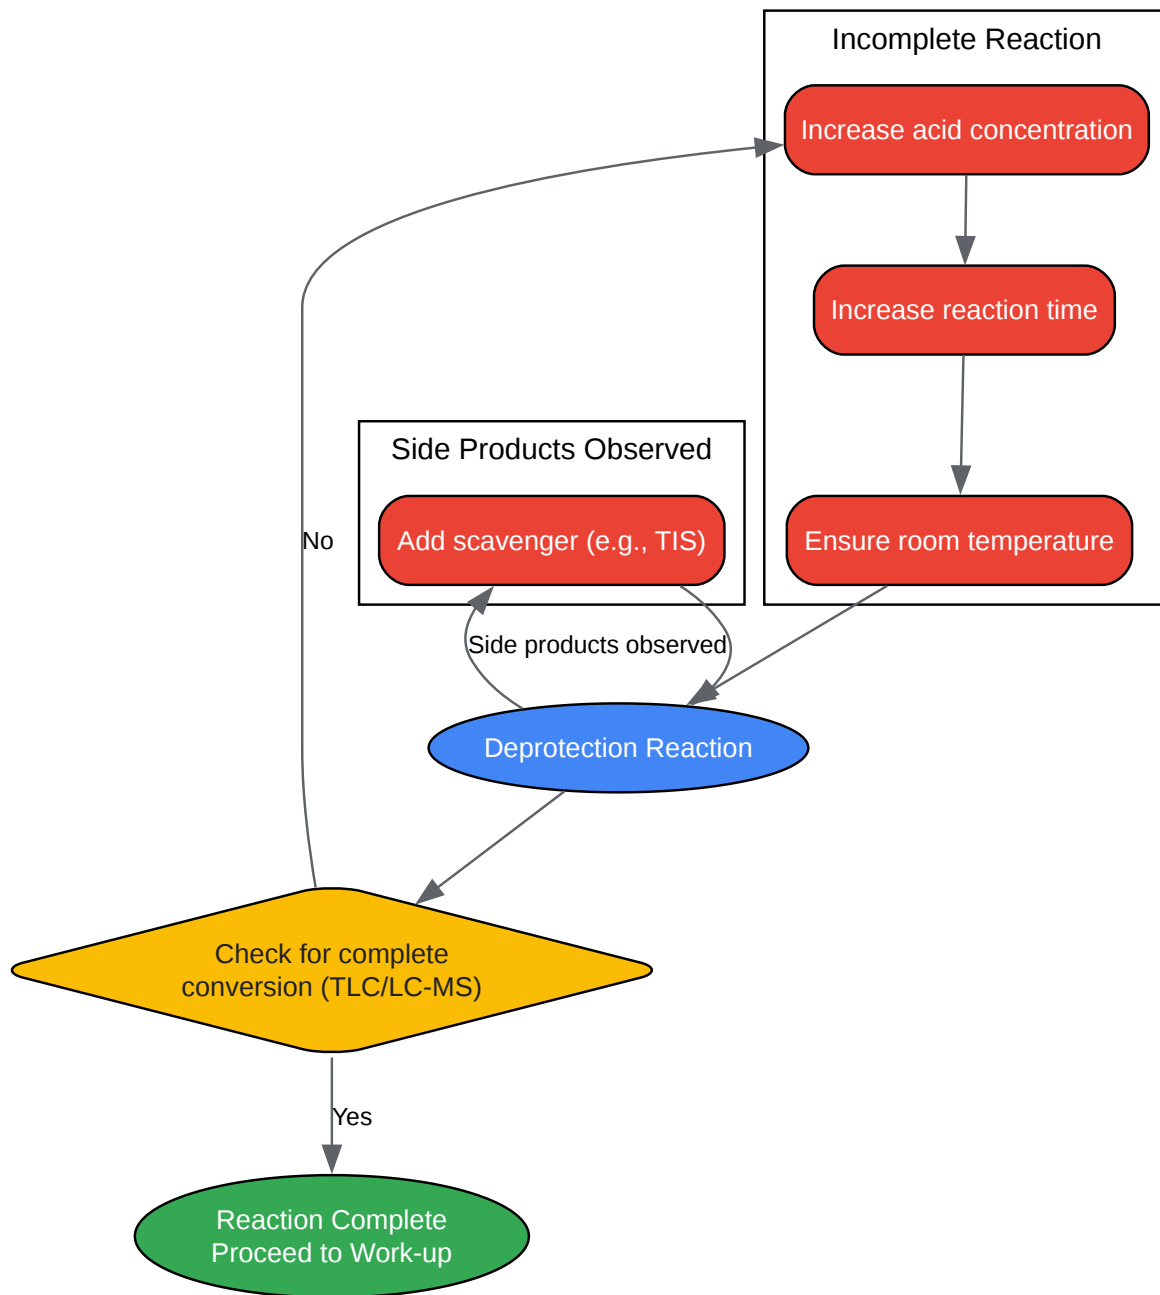 Incomplete Reaction
Increase acid concentration
Increase reaction time
Side Products Observed
Add scavenger (e.g., TIS)
Ensure room temperature
No
Side products observed
Deprotection Reaction
Check for complete
conversion (TLC/LC-MS)
Yes
Reaction Complete
Proceed to Work-up